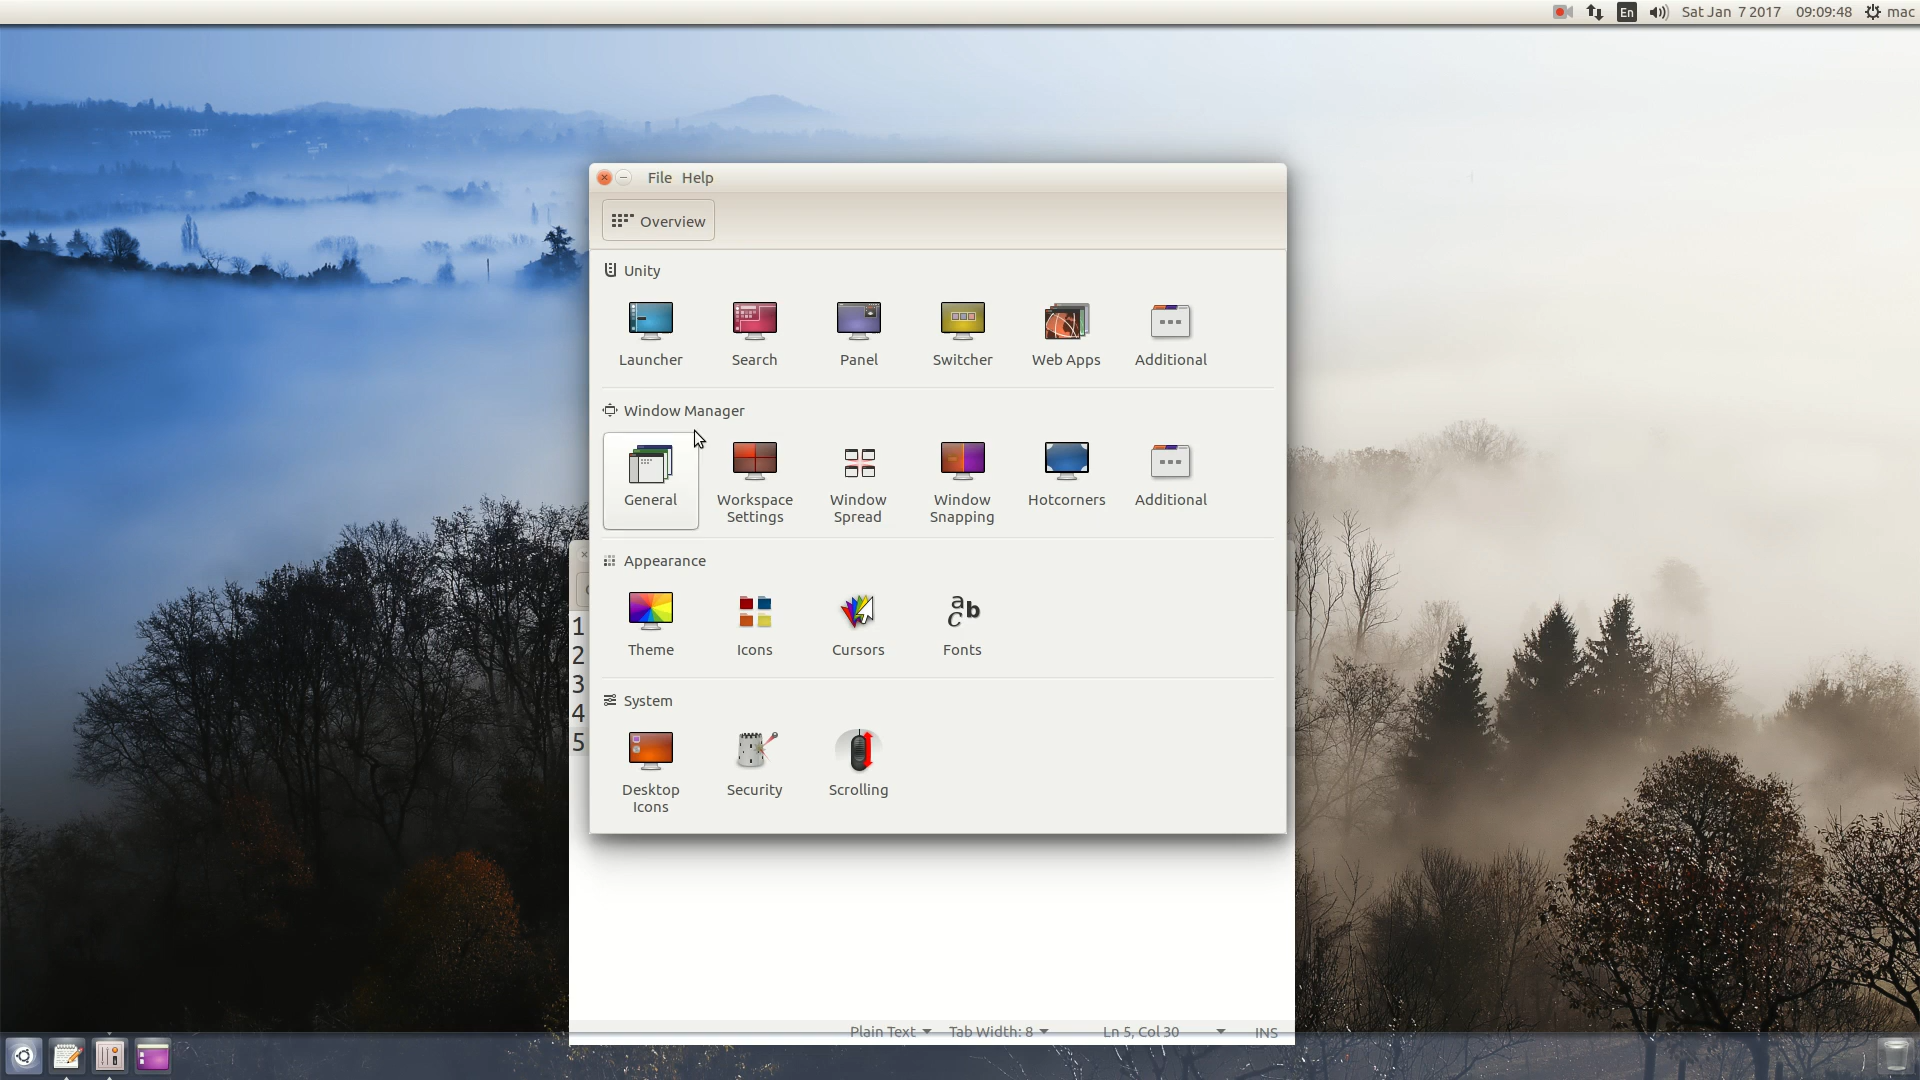 En Sat Jan 7 2017 09:09:48 mac
File Help
Overview
Unity
Launcher Search Panel Switcher Web Apps Additional
Window Manager
General Workspace Settings Window Spread Window Snapping Hotcorners Additional
Appearance
Theme Icons Cursors Fonts
System
Desktop Icons Security Scrolling
1
2
3
4
5
Plain Text Tab Width: 8 Ln 5, Col 30 INS